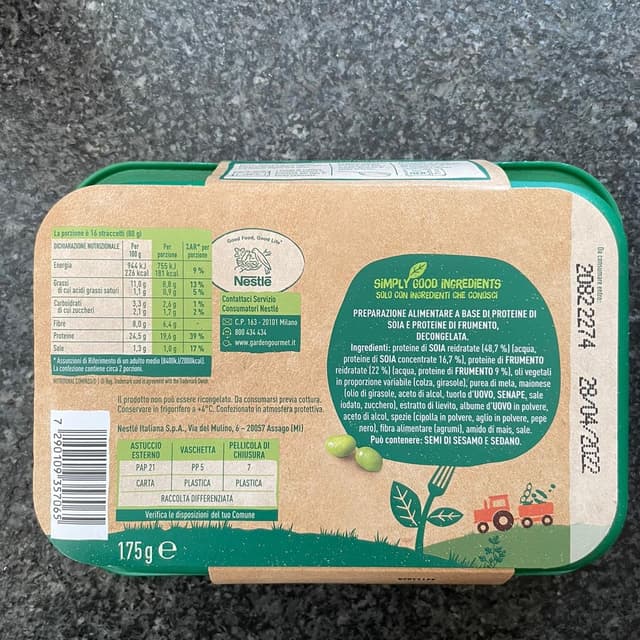 La porzione è 16 straccetti (80 g)
DICHIARAZIONE NUTRIZIONALE Per 100 g Per porzione %AR* per porzione
Energia 944 kJ 226 kcal 755 kJ 181 kcal 9 %
Grassi 11,0 g 8,8 g 13 %
di cui acidi grassi saturi 1,1 g 0,9 g 5 %
Carboidrati 3,3 g 2,6 g 1 %
di cui zuccheri 2,1 g 1,7 g 2 %
Fibre 8,0 g 6,4 g -
Proteine 24,5 g 19,6 g 39 %
Sale 1,3 g 1,0 g 17 %
* Assunzioni di Riferimento di un adulto medio (8400kJ/2000kcal).
La confezione contiene circa 2 porzioni.
Good Food, Good Life
Nestlé
Contattaci Servizio
Consumatori Nestlé
C.P. 163 - 20101 Milano
800 434 434
www.gardengourmet.it
Il prodotto non può essere ricongelato. Da consumarsi previa cottura.
Conservare in frigorifero a +4°C. Confezionato in atmosfera protettiva.
Nestlé Italiana S.p.A., Via del Mulino, 6 – 20057 Assago (MI)
ASTUCCIO ESTERNO VASCHETTA PELLICOLA DI CHIUSURA
PAP 21 PP 5 7
CARTA PLASTICA PLASTICA
RACCOLTA DIFFERENZIATA
Verifica le disposizioni del tuo Comune
7 290109 357065
175 g e
SIMPLY GOOD INGREDIENTS
SOLO CON INGREDIENTI CHE CONOSCI
PREPARAZIONE ALIMENTARE A BASE DI PROTEINE DI
SOIA E PROTEINE DI FRUMENTO,
DECONGELATA.
Ingredienti: proteine di SOIA reidratate (48,7 %) (acqua,
proteine di SOIA concentrate 16,7 %), proteine di FRUMENTO
reidratate (22 %) (acqua, proteine di FRUMENTO 9 %), oli vegetali
in proporzione variabile (colza, girasole), purea di mela, maionese
(olio di girasole, aceto di alcol, tuorlo d'UOVO, SENAPE, sale
iodato, zucchero), estratto di lievito, albume d'UOVO in polvere,
aceto di alcol, spezie (cipolla in polvere, aglio in polvere, pepe
nero), fibra alimentare (agrumi), amido di mais, sale.
Può contenere: SEMI DI SESAMO E SEDANO.
Da consumare entro:
2082 2274
28/04/2022